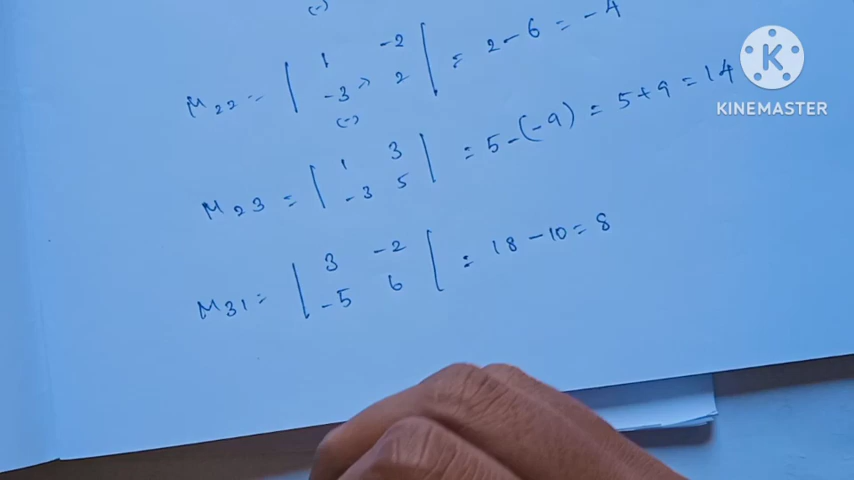 (-)
M22 = | 1 -2 | = 2 - 6 = -4
| -3 2 |
(-)
M23 = | 1 3 | = 5 - (-9) = 5 + 9 = 14
| -3 5 |
M31 = | 3 -2 | = 18 - 10 = 8
| -5 6 |
KINEMASTER